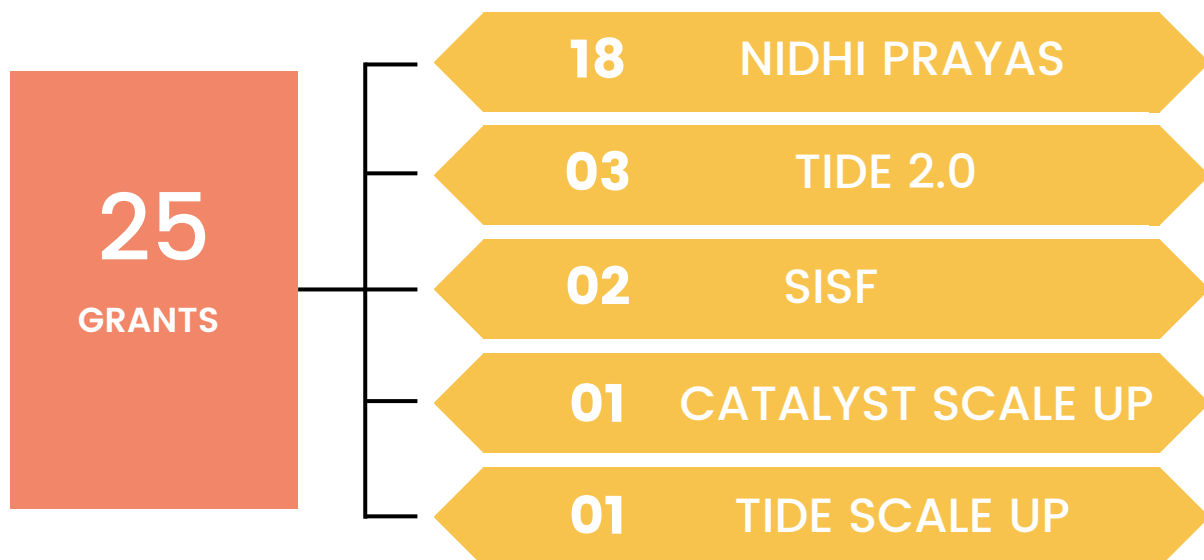 25
GRANTS
18 NIDHI PRAYAS
03 TIDE 2.0
02 SISF
01 CATALYST SCALE UP
01 TIDE SCALE UP